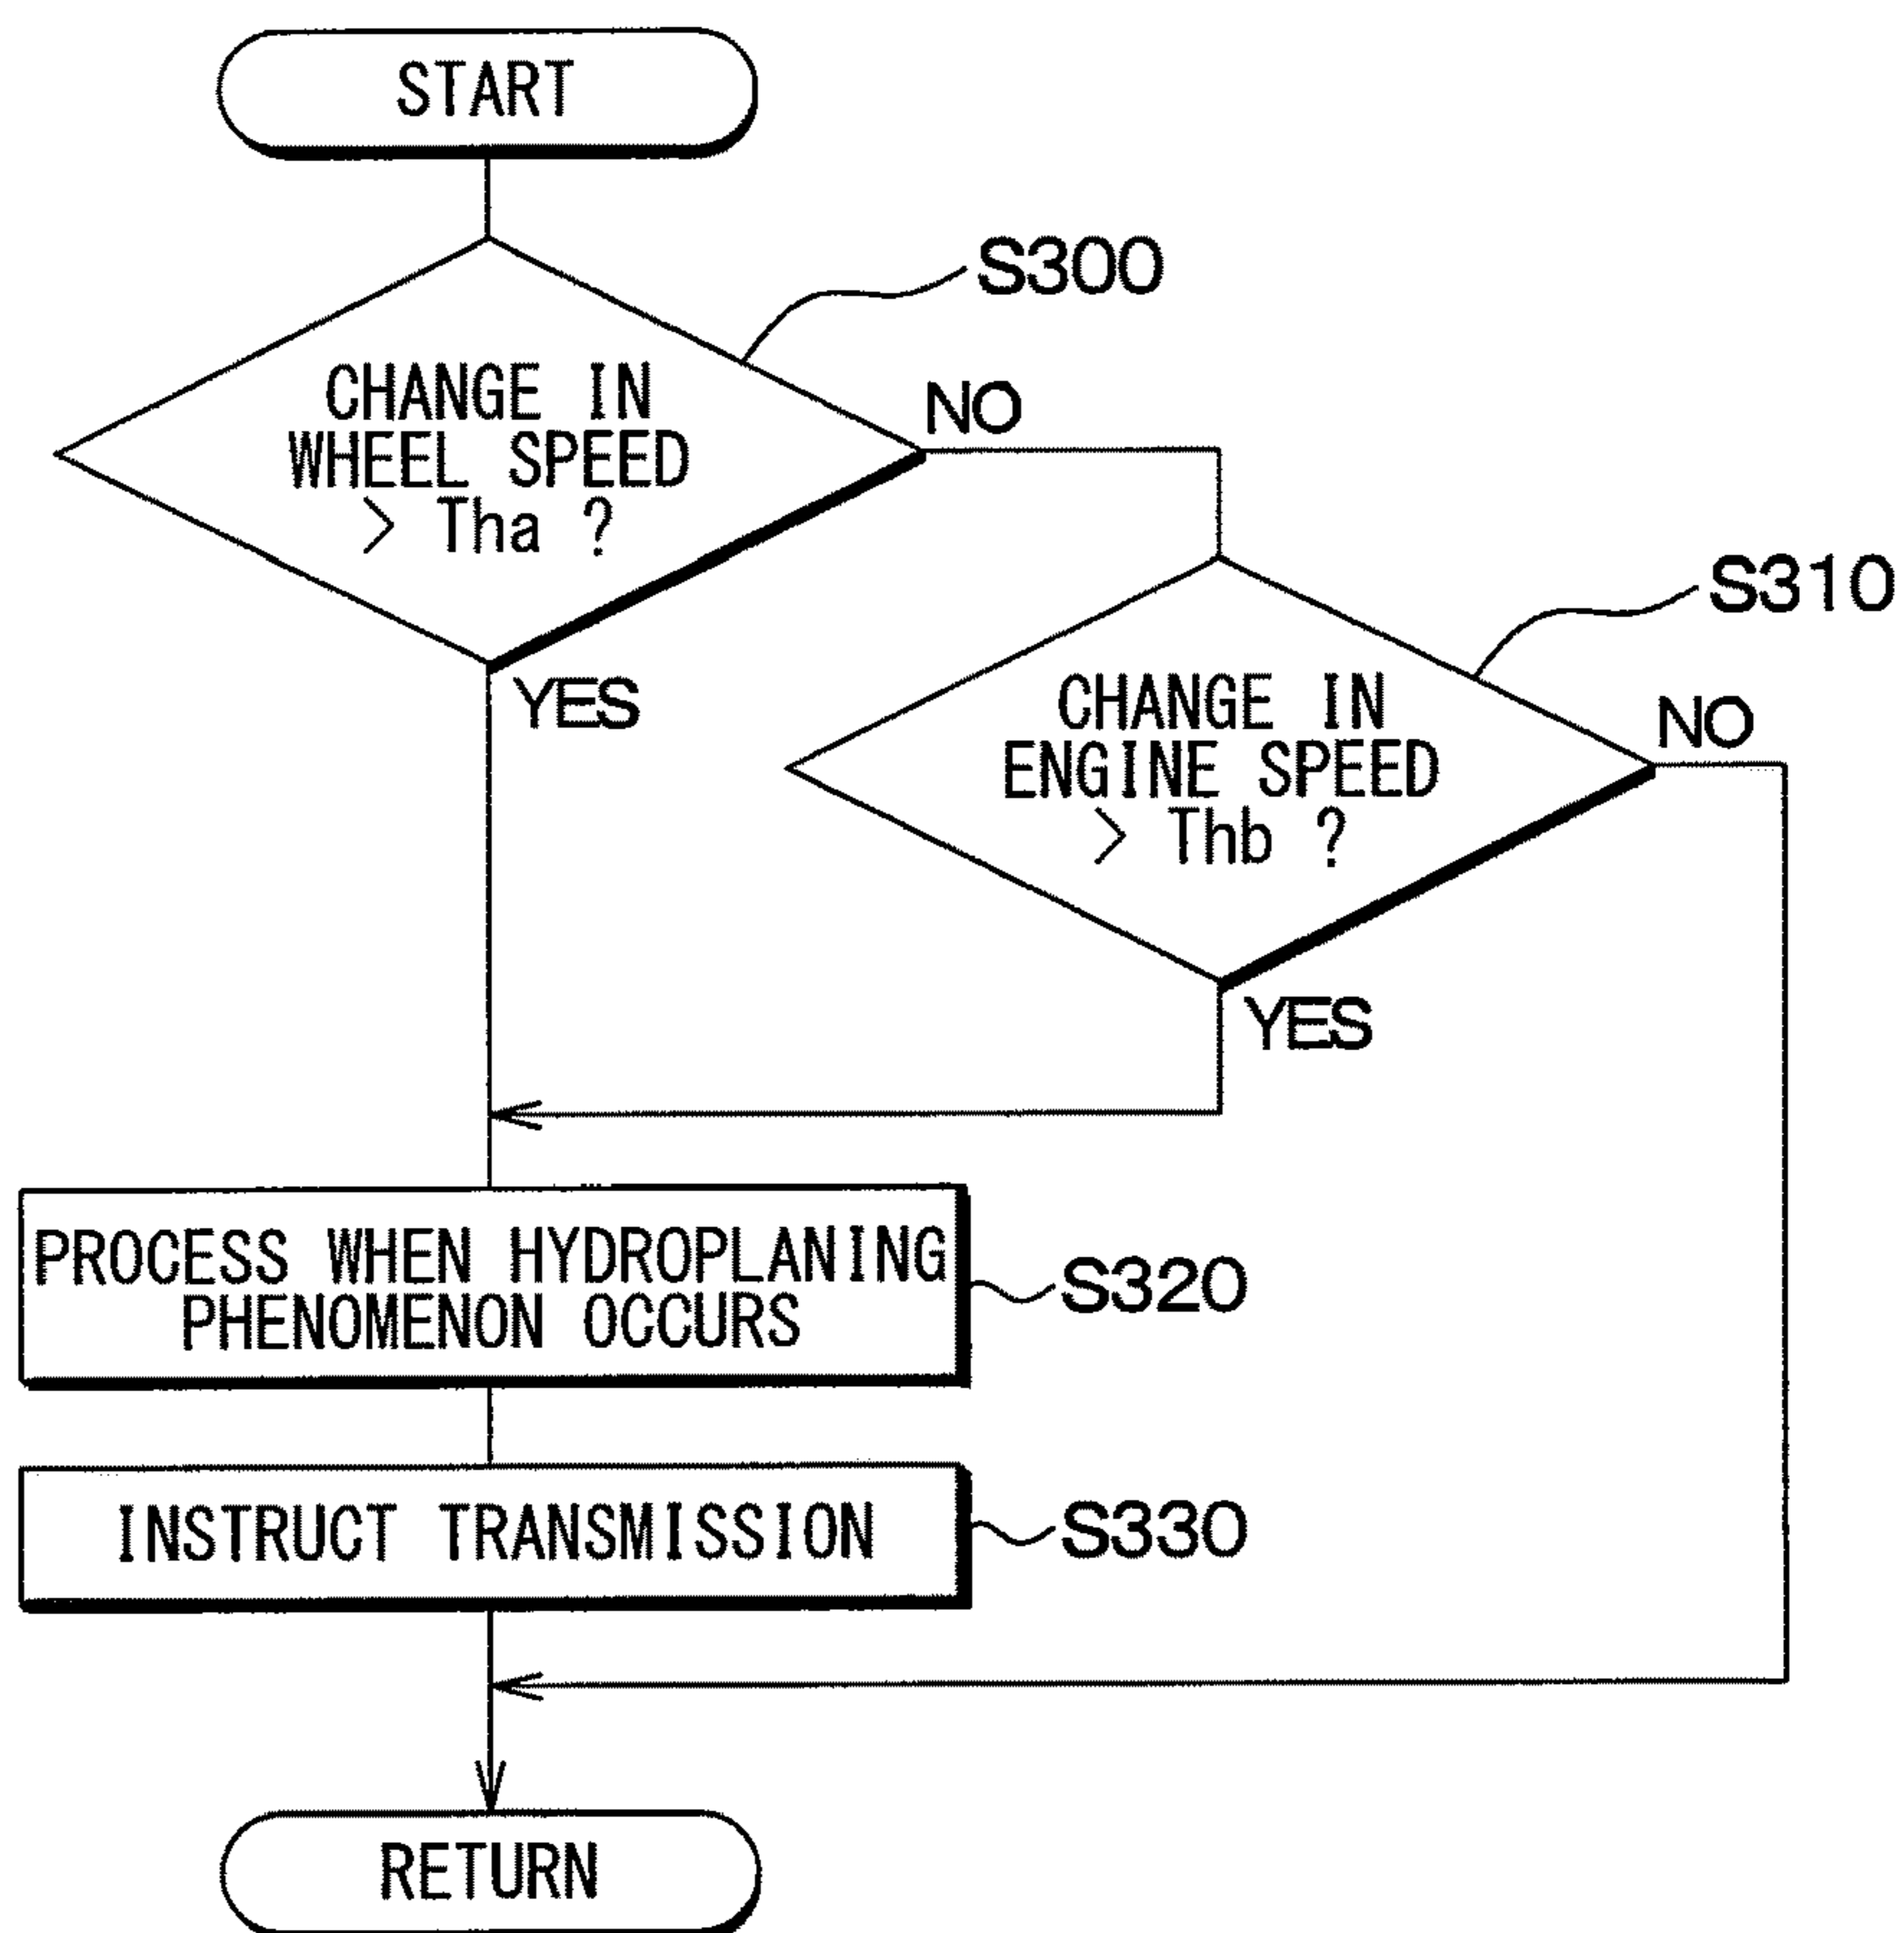 START
S300
CHANGE IN
WHEEL SPEED
> Tha ?
NO
YES
S310
CHANGE IN
ENGINE SPEED
> Thb ?
NO
YES
PROCESS WHEN HYDROPLANING
PHENOMENON OCCURS
S320
INSTRUCT TRANSMISSION
S330
RETURN